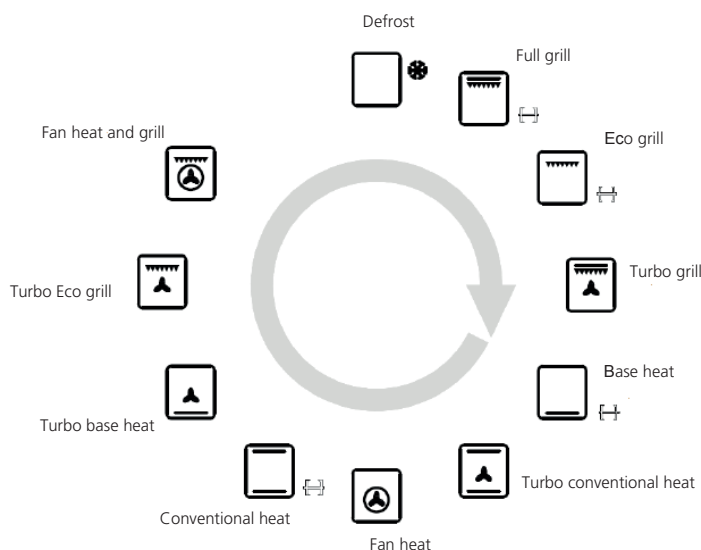 Defrost
Full grill
Eco grill
Turbo grill
Base heat
Turbo conventional heat
Fan heat
Conventional heat
Turbo base heat
Turbo Eco grill
Fan heat and grill